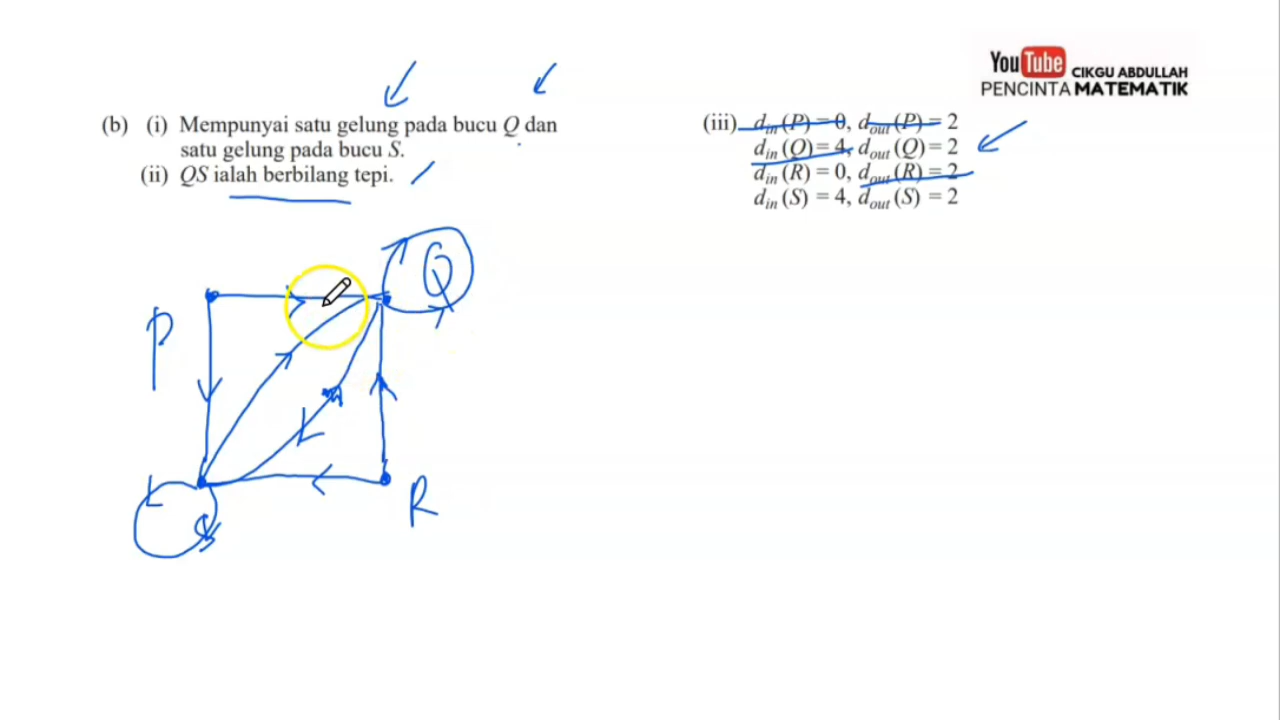 YouTube CIKGU ABDULLAH
PENCINTA MATEMATIK
(b) (i) Mempunyai satu gelung pada bucu Q dan
satu gelung pada bucu S.
(ii) QS ialah berbilang tepi.
(iii) d_in (P) = 0, d_out (P) = 2
d_in (Q) = 4, d_out (Q) = 2
d_in (R) = 0, d_out (R) = 2
d_in (S) = 4, d_out (S) = 2
Q
P
R
S